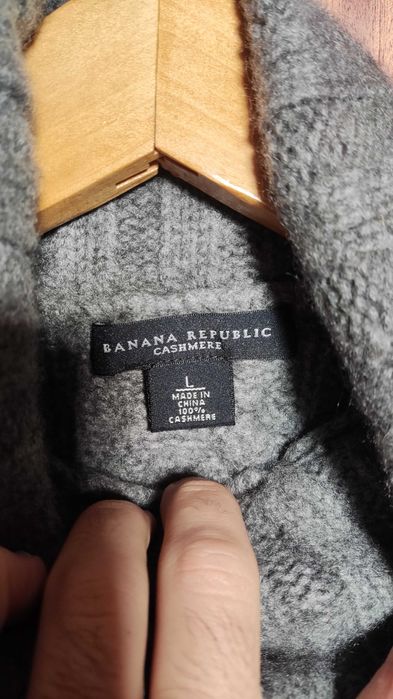 BANANA REPUBLIC
CASHMERE
L
MADE IN
CHINA
100%
CASHMERE